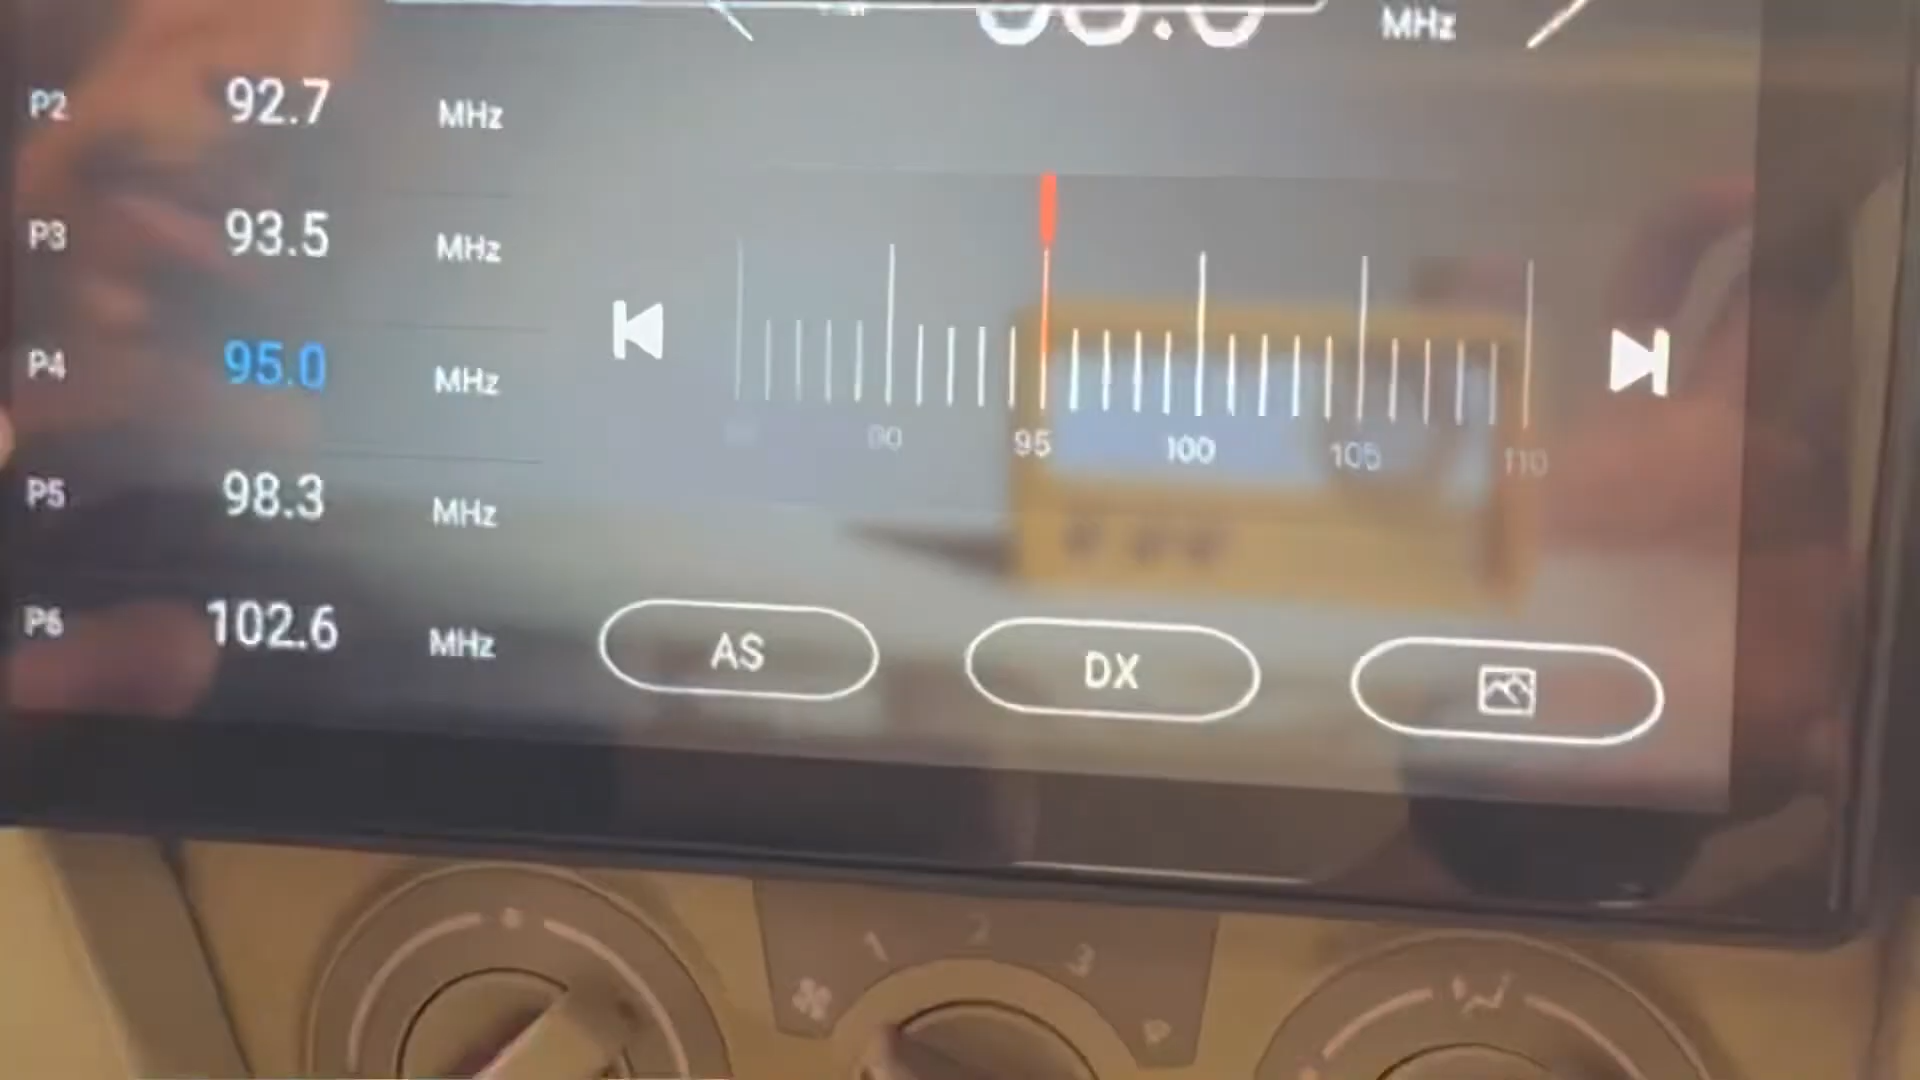 MHz
P2 92.7 MHz
P3 93.5 MHz
P4 95.0 MHz
P5 98.3 MHz
P6 102.6 MHz
90 95 100 105 110
AS DX
1 2 3